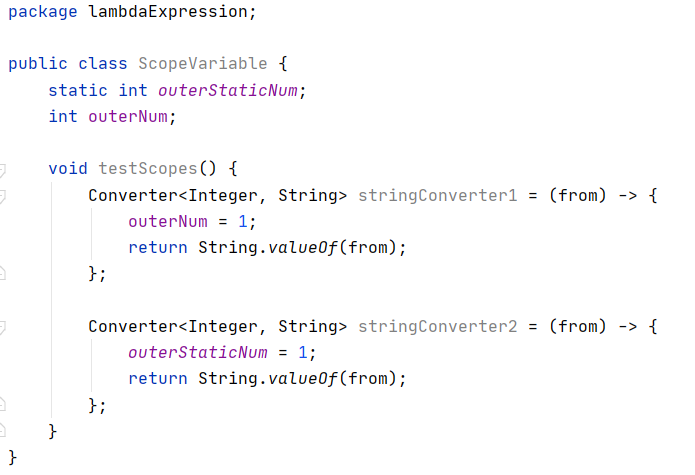 package lambdaExpression;

public class ScopeVariable {
    static int outerStaticNum;
    int outerNum;

    void testScopes() {
        Converter<Integer, String> stringConverter1 = (from) -> {
            outerNum = 1;
            return String.valueOf(from);
        };

        Converter<Integer, String> stringConverter2 = (from) -> {
            outerStaticNum = 1;
            return String.valueOf(from);
        };
    }
}